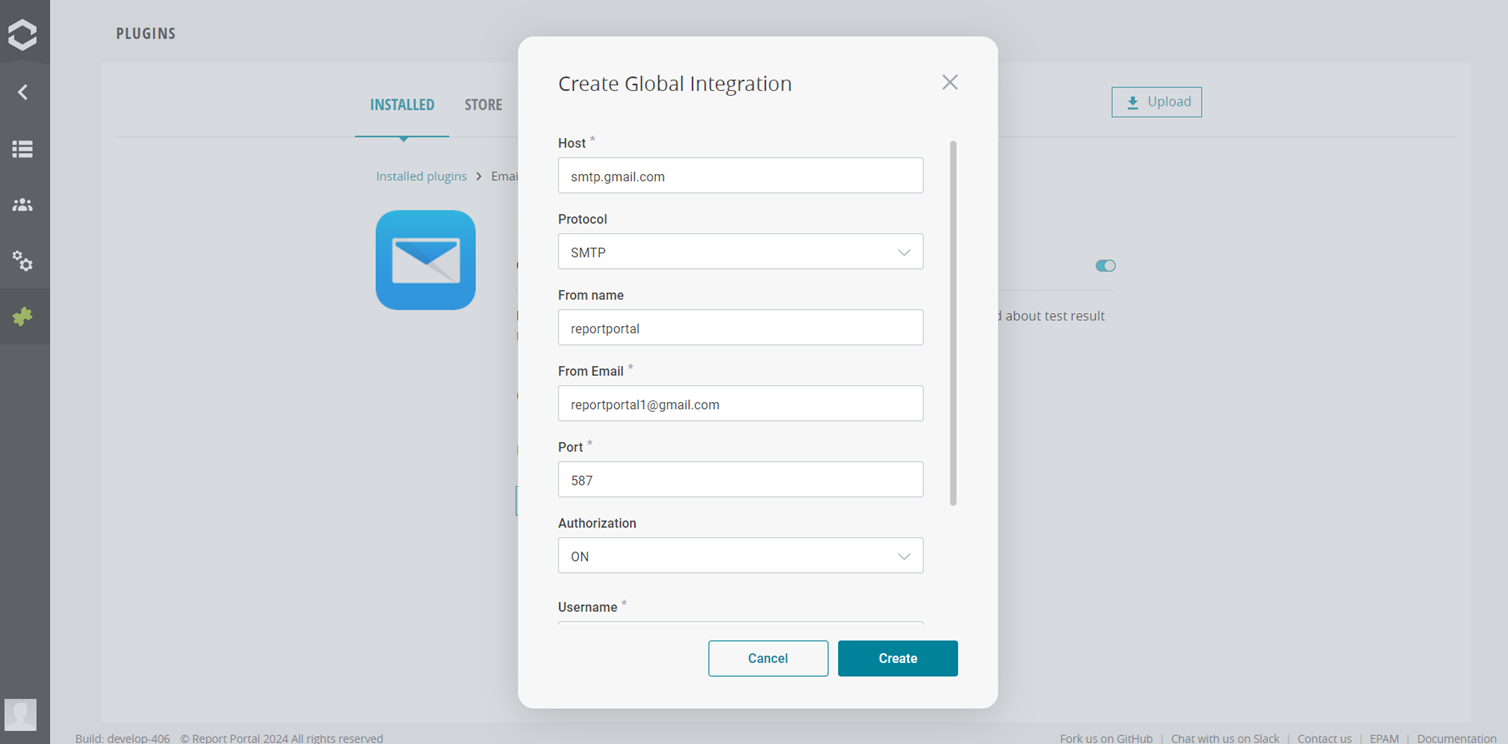 PLUGINS
INSTALLED STORE
Upload
Installed plugins > Emai
d about test result
Create Global Integration
Host *
smtp.gmail.com
Protocol
SMTP
From name
reportportal
From Email *
reportportal1@gmail.com
Port *
587
Authorization
ON
Username *
Cancel Create
Build: develop-406 © Report Portal 2024 All rights reserved
Fork us on GitHub | Chat with us on Slack | Contact us | EPAM | Documentation